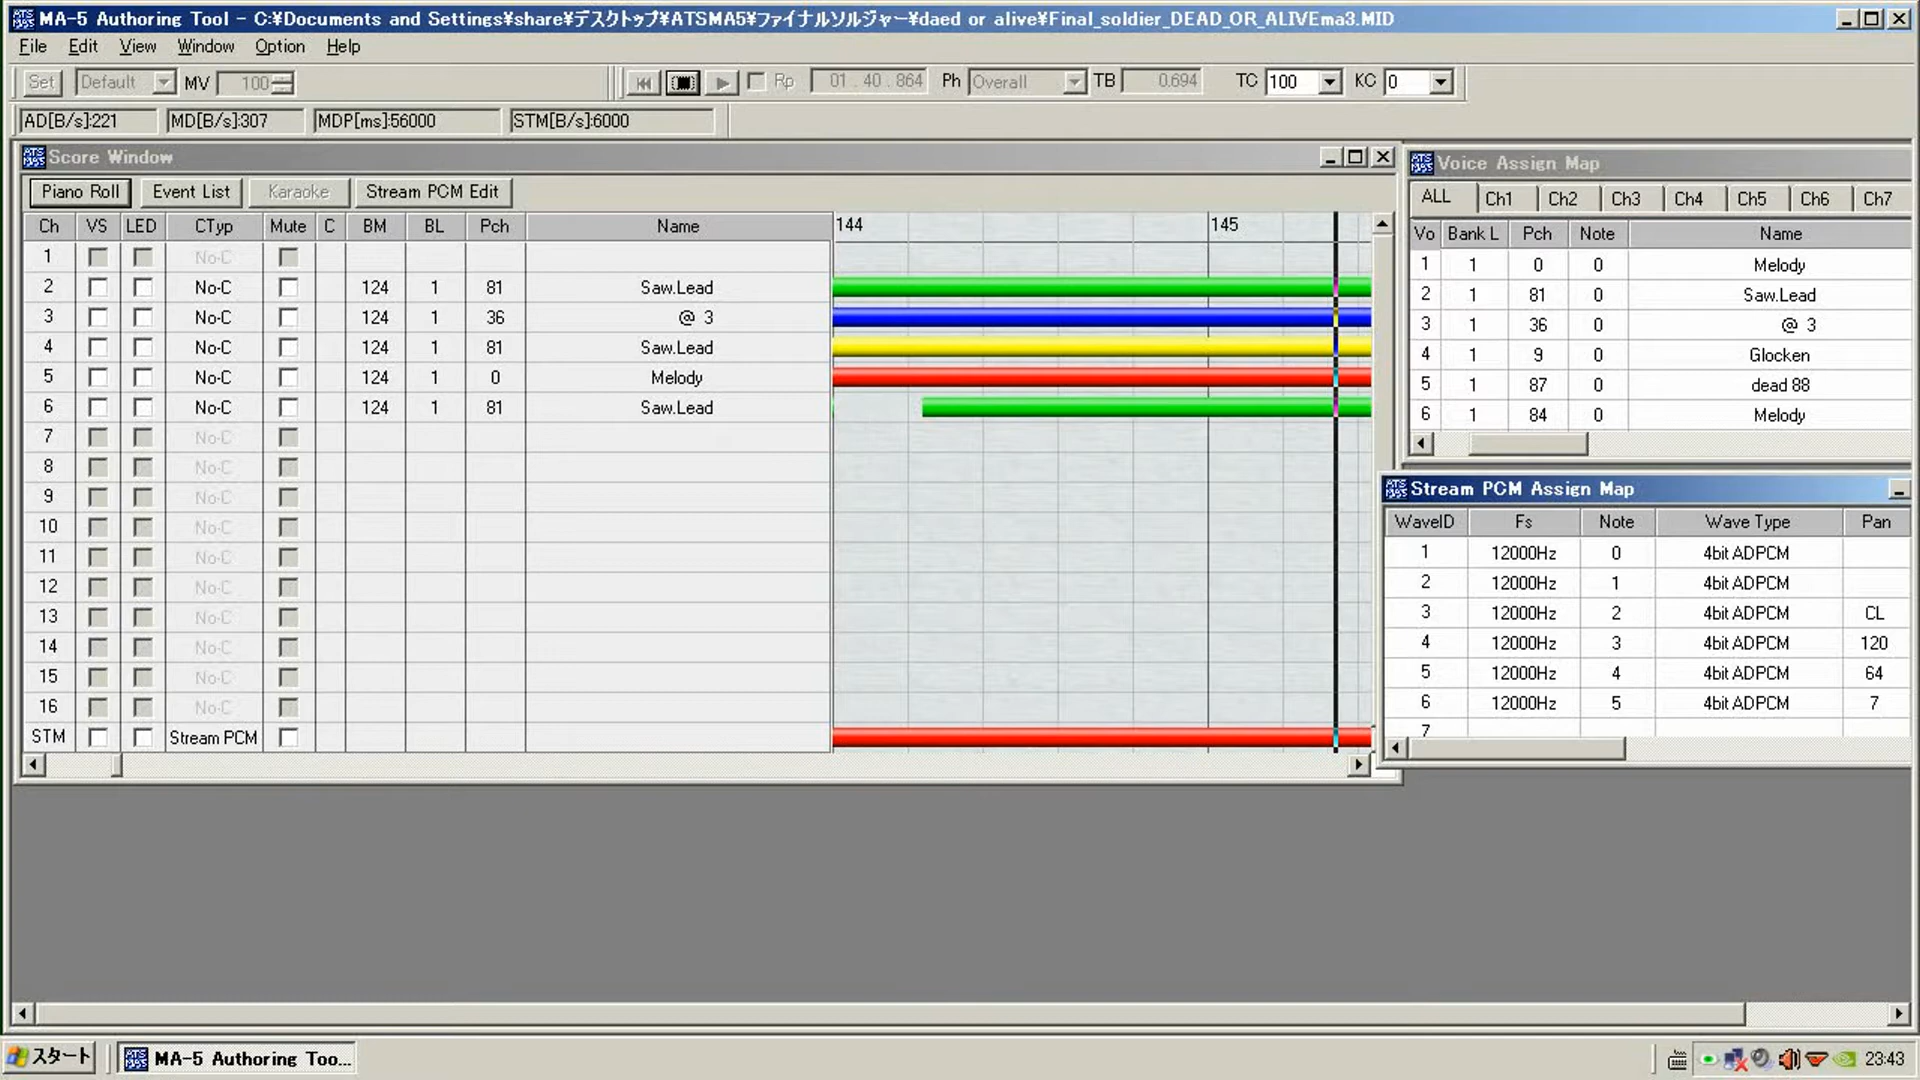 MA-5 Authoring Tool - C:¥Documents and Settings¥share¥デスクトップ¥ATSMA5¥ファイナルソルジャー¥daed or alive¥Final_soldier_DEAD_OR_ALIVEma3.MID
File Edit View Window Option Help
Set Default MV 100 Rp 01 . 40 . 864 Ph Overall TB 0.694 TC 100 KC 0
AD[B/s]:221 MD[B/s]:307 MDP[ms]:56000 STM[B/s]:6000
Score Window
Piano Roll Event List Karaoke Stream PCM Edit
Ch VS LED CTyp Mute C BM BL Pch Name 144 145
1 No-C
2 No-C 124 1 81 Saw.Lead
3 No-C 124 1 36 @ 3
4 No-C 124 1 81 Saw.Lead
5 No-C 124 1 0 Melody
6 No-C 124 1 81 Saw.Lead
7 No-C
8 No-C
9 No-C
10 No-C
11 No-C
12 No-C
13 No-C
14 No-C
15 No-C
16 No-C
STM Stream PCM
Voice Assign Map
ALL Ch1 Ch2 Ch3 Ch4 Ch5 Ch6 Ch7
Vo Bank L Pch Note Name
1 1 0 0 Melody
2 1 81 0 Saw.Lead
3 1 36 0 @ 3
4 1 9 0 Glocken
5 1 87 0 dead 88
6 1 84 0 Melody
Stream PCM Assign Map
WaveID Fs Note Wave Type Pan
1 12000Hz 0 4bit ADPCM
2 12000Hz 1 4bit ADPCM
3 12000Hz 2 4bit ADPCM CL
4 12000Hz 3 4bit ADPCM 120
5 12000Hz 4 4bit ADPCM 64
6 12000Hz 5 4bit ADPCM 7
7
スタート MA-5 Authoring Too... 23:43